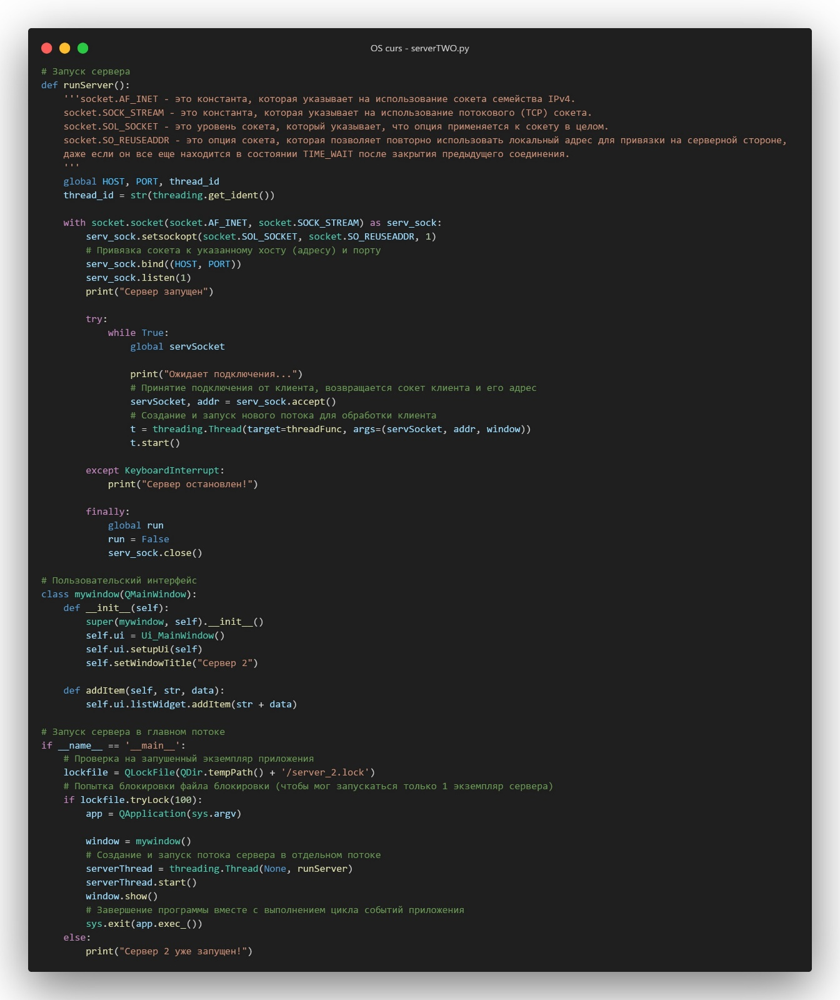 OS curs - serverTWO.py
# Запуск сервера
def runServer():
    '''socket.AF_INET - это константа, которая указывает на использование сокета семейства IPv4.
    socket.SOCK_STREAM - это константа, которая указывает на использование потокового (TCP) сокета.
    socket.SOL_SOCKET - это уровень сокета, который указывает, что опция применяется к сокету в целом.
    socket.SO_REUSEADDR - это опция сокета, которая позволяет повторно использовать локальный адрес для привязки на серверной стороне,
    даже если он все еще находится в состоянии TIME_WAIT после закрытия предыдущего соединения.
    '''
    global HOST, PORT, thread_id
    thread_id = str(threading.get_ident())

    with socket.socket(socket.AF_INET, socket.SOCK_STREAM) as serv_sock:
        serv_sock.setsockopt(socket.SOL_SOCKET, socket.SO_REUSEADDR, 1)
        # Привязка сокета к указанному хосту (адресу) и порту
        serv_sock.bind((HOST, PORT))
        serv_sock.listen(1)
        print("Сервер запущен")

        try:
            while True:
                global servSocket

                print("Ожидает подключения...")
                # Принятие подключения от клиента, возвращается сокет клиента и его адрес
                servSocket, addr = serv_sock.accept()
                # Создание и запуск нового потока для обработки клиента
                t = threading.Thread(target=threadFunc, args=(servSocket, addr, window))
                t.start()

        except KeyboardInterrupt:
            print("Сервер остановлен!")

        finally:
            global run
            run = False
            serv_sock.close()

# Пользовательский интерфейс
class mywindow(QMainWindow):
    def __init__(self):
        super(mywindow, self).__init__()
        self.ui = Ui_MainWindow()
        self.ui.setupUi(self)
        self.setWindowTitle("Сервер 2")

    def addItem(self, str, data):
        self.ui.listWidget.addItem(str + data)

# Запуск сервера в главном потоке
if __name__ == '__main__':
    # Проверка на запушенный экземпляр приложения
    lockfile = QLockFile(QDir.tempPath() + '/server_2.lock')
    # Попытка блокировки файла блокировки (чтобы мог запускаться только 1 экземпляр сервера)
    if lockfile.tryLock(100):
        app = QApplication(sys.argv)

        window = mywindow()
        # Создание и запуск потока сервера в отдельном потоке
        serverThread = threading.Thread(None, runServer)
        serverThread.start()
        window.show()
        # Завершение программы вместе с выполнением цикла событий приложения
        sys.exit(app.exec_())
    else:
        print("Сервер 2 уже запущен!")